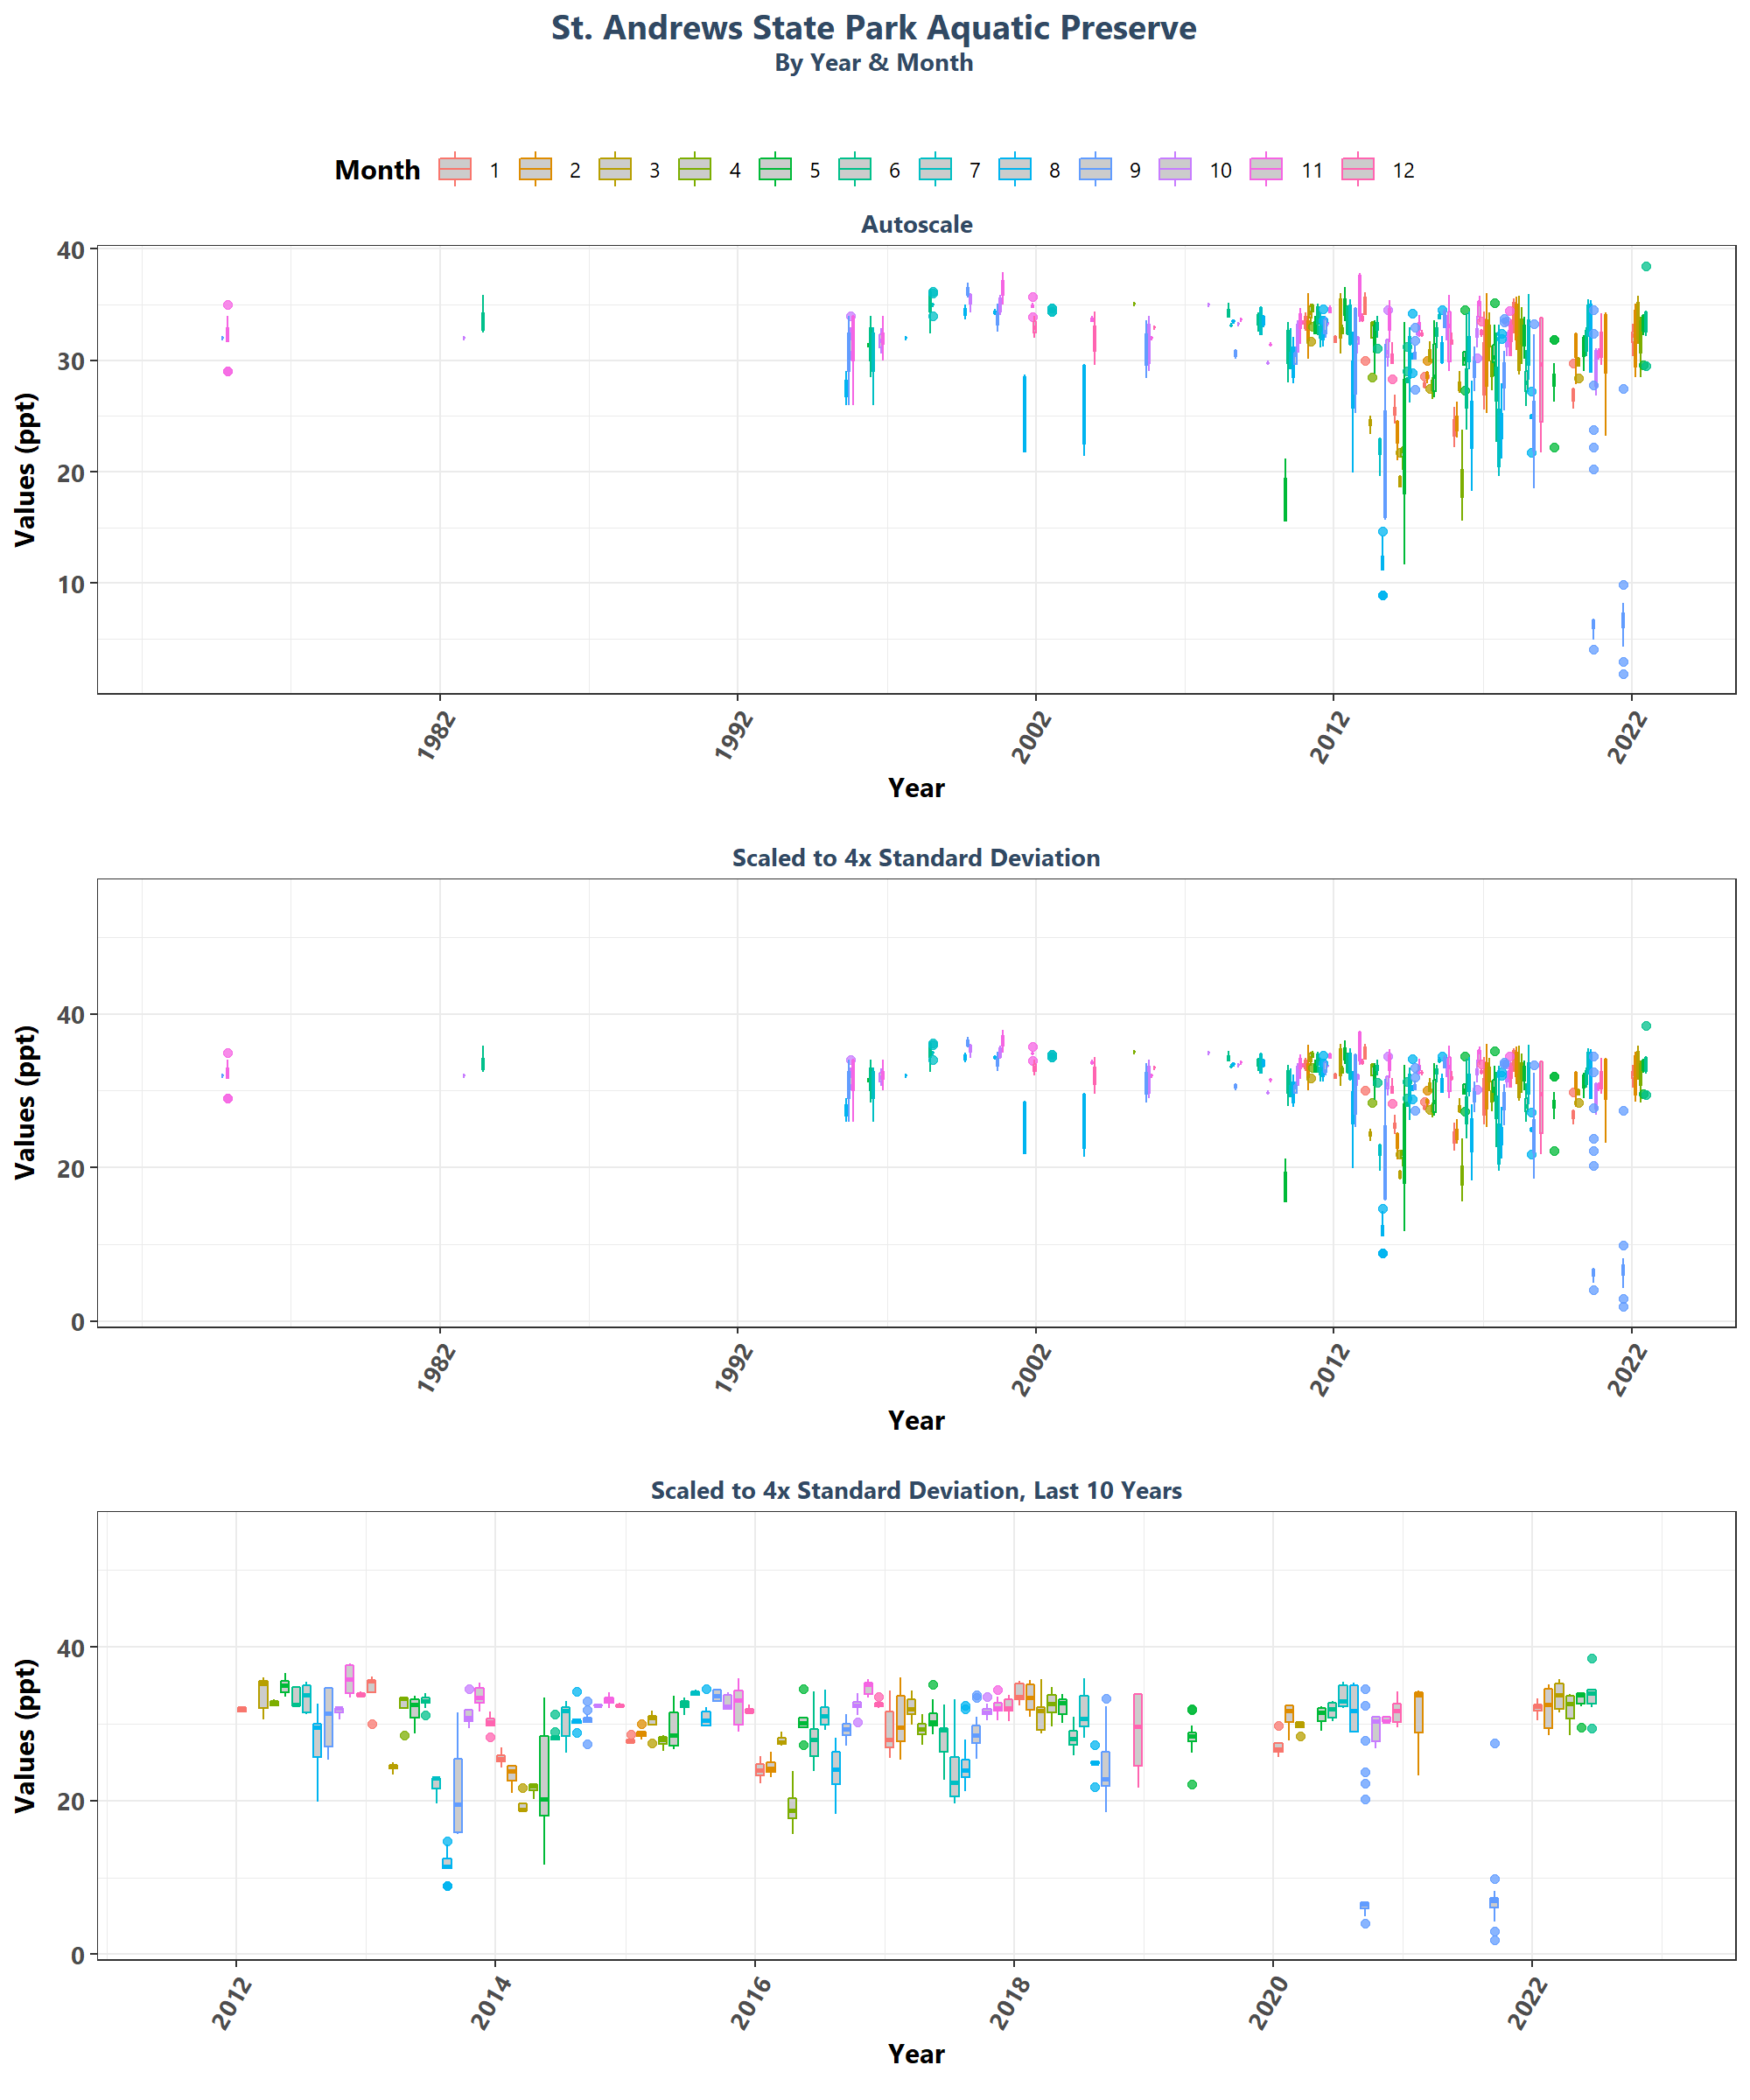 St. Andrews State Park Aquatic Preserve
By Year & Month
Month 1 2 3 4 5 6 7 8 9 10 11 12
Autoscale
Values (ppt)
40
30
20
10
1982 1992 2002 2012 2022
Year
Scaled to 4x Standard Deviation
Values (ppt)
40
20
0
1982 1992 2002 2012 2022
Year
Scaled to 4x Standard Deviation, Last 10 Years
Values (ppt)
40
20
0
2012 2014 2016 2018 2020 2022
Year